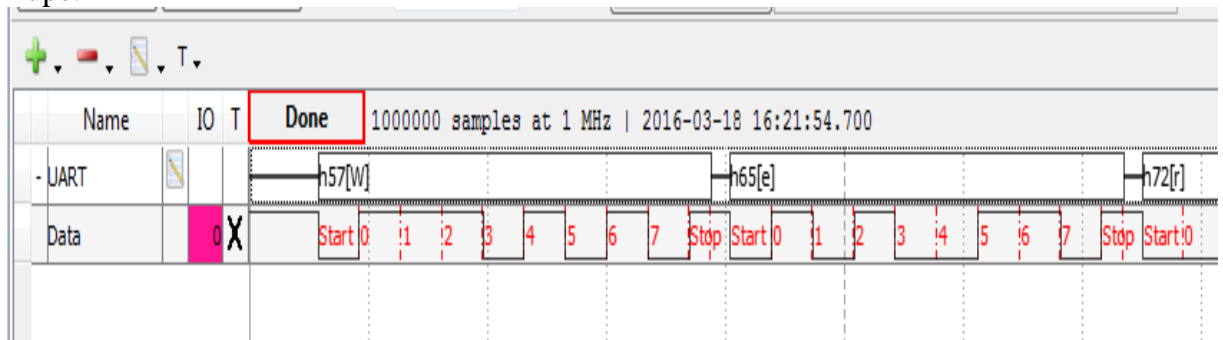 T
Name IO T Done 1000000 samples at 1 MHz | 2016-03-18 16:21:54.700
- UART h57[W] h65[e] h72[r]
Data 0 X Start 0 1 2 3 4 5 6 7 Stop Start 0 1 2 3 4 5 6 7 Stop Start 0